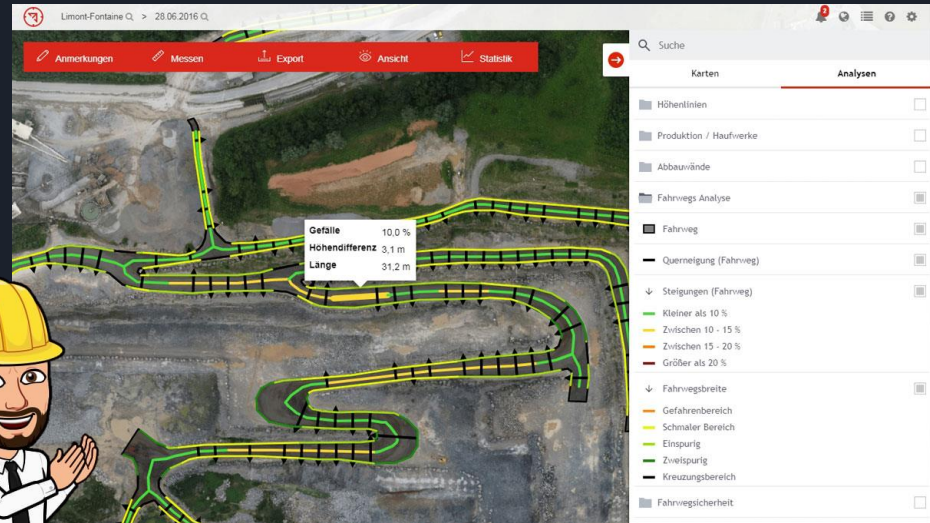 Limont-Fontaine > 28.06.2016
3
Anmerkungen Messen Export Ansicht Statistik
Suche
Karten Analysen
Höhenlinien
Produktion / Haufwerke
Abbauwände
Fahrwegs Analyse
Fahrweg
Querneigung (Fahrweg)
Steigungen (Fahrweg)
Kleiner als 10 %
Zwischen 10 - 15 %
Zwischen 15 - 20 %
Größer als 20 %
Fahrwegsbreite
Gefahrenbereich
Schmaler Bereich
Einspurig
Zweispurig
Kreuzungsbereich
Fahrwegsicherheit
Gefälle 10,0 %
Höhendifferenz 3,1 m
Länge 31,2 m